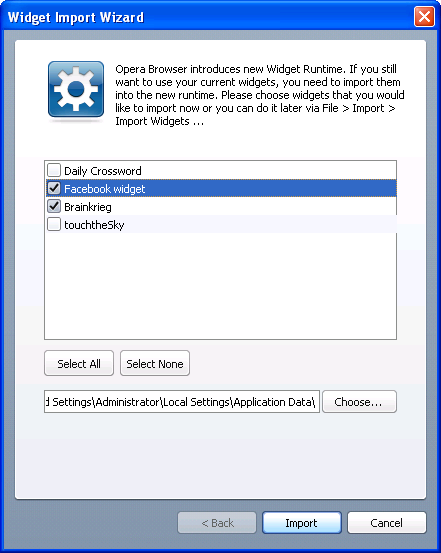 Widget Import Wizard
Opera Browser introduces new Widget Runtime. If you still
want to use your current widgets, you need to import them
into the new runtime. Please choose widgets that you would
like to import now or you can do it later via File > Import >
Import Widgets ...
Daily Crossword
Facebook widget
Brainkrieg
touchtheSky
Select All
Select None
d Settings\Administrator\Local Settings\Application Data\
Choose...
< Back
Import
Cancel